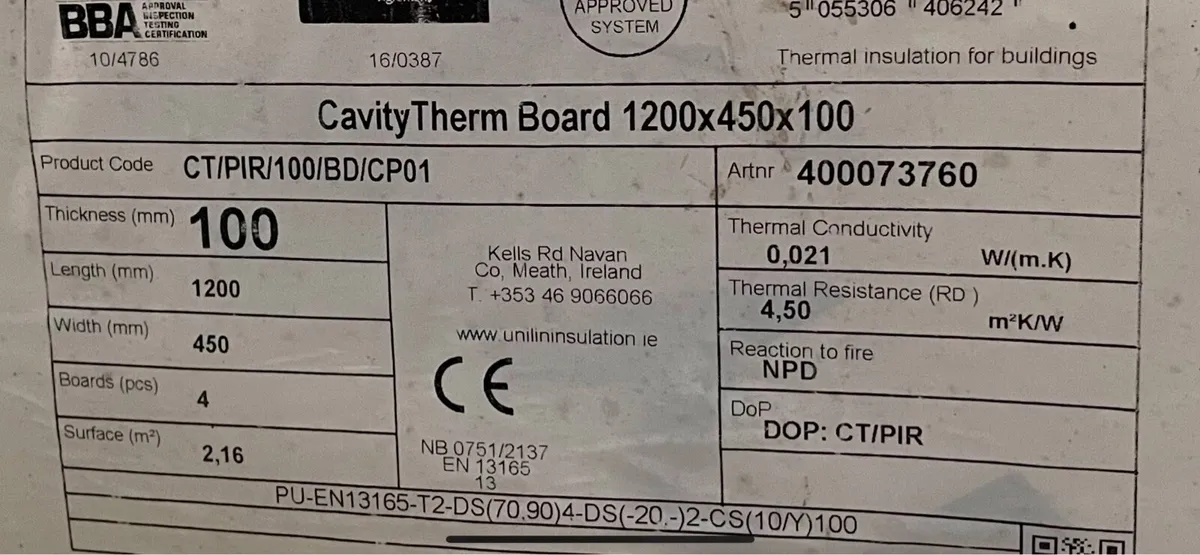 BBA APPROVAL INSPECTION TESTING CERTIFICATION
10/4786
16/0387
APPROVED
SYSTEM
5 055306 406242
Thermal insulation for buildings
CavityTherm Board 1200x450x100
Product Code CT/PIR/100/BD/CP01
Artnr 400073760
Thickness (mm) 100
Length (mm) 1200
Width (mm) 450
Boards (pcs) 4
Surface (m²) 2,16
Kells Rd Navan
Co, Meath, Ireland
T. +353 46 9066066
www.unilininsulation ie
CE
NB 0751/2137
EN 13165
13
Thermal Conductivity
0,021 W/(m.K)
Thermal Resistance (RD )
4,50 m²K/W
Reaction to fire
NPD
DoP
DOP: CT/PIR
PU-EN13165-T2-DS(70,90)4-DS(-20,-)2-CS(10/Y)100